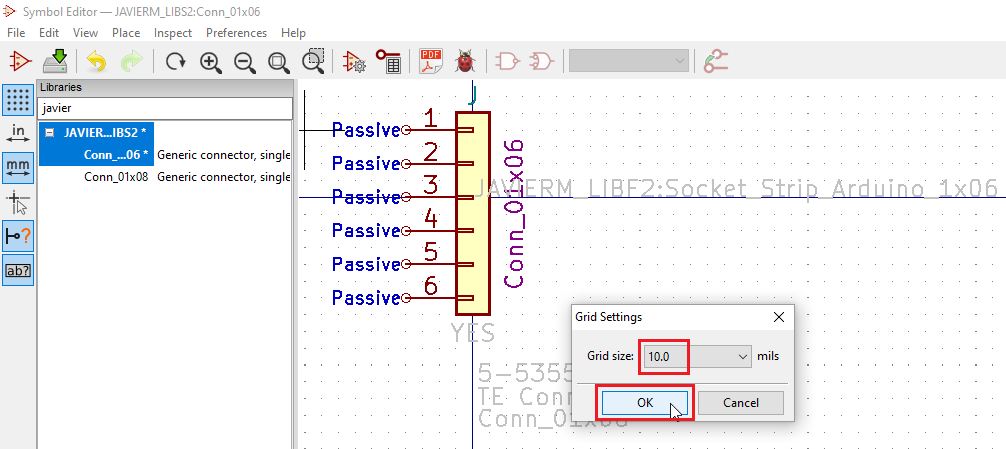 Symbol Editor — JAVIERM_LIBS2:Conn_01x06
File Edit View Place Inspect Preferences Help
PDF
Libraries
javier
in
JAVIER...IBS2 *
mm
Conn_...06 * Generic connector, single
Conn_01x08 Generic connector, single
ab?
J
Passive 1
Passive 2
Passive 3
Passive 4
Passive 5
Passive 6
Conn_01x06
JAVIERM_LIBF2:Socket_Strip_Arduino_1x06
YES
5-5355
TE Conn
Conn_01x08
Grid Settings
Grid size: 10.0 mils
OK Cancel